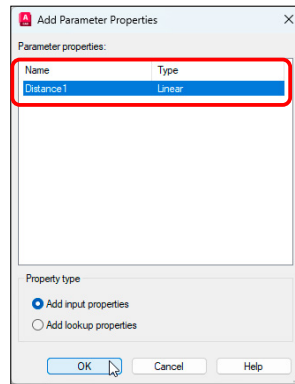 Add Parameter Properties
Parameter properties:
Name Type
Distance1 Linear
Property type
Add input properties
Add lookup properties
OK Cancel Help